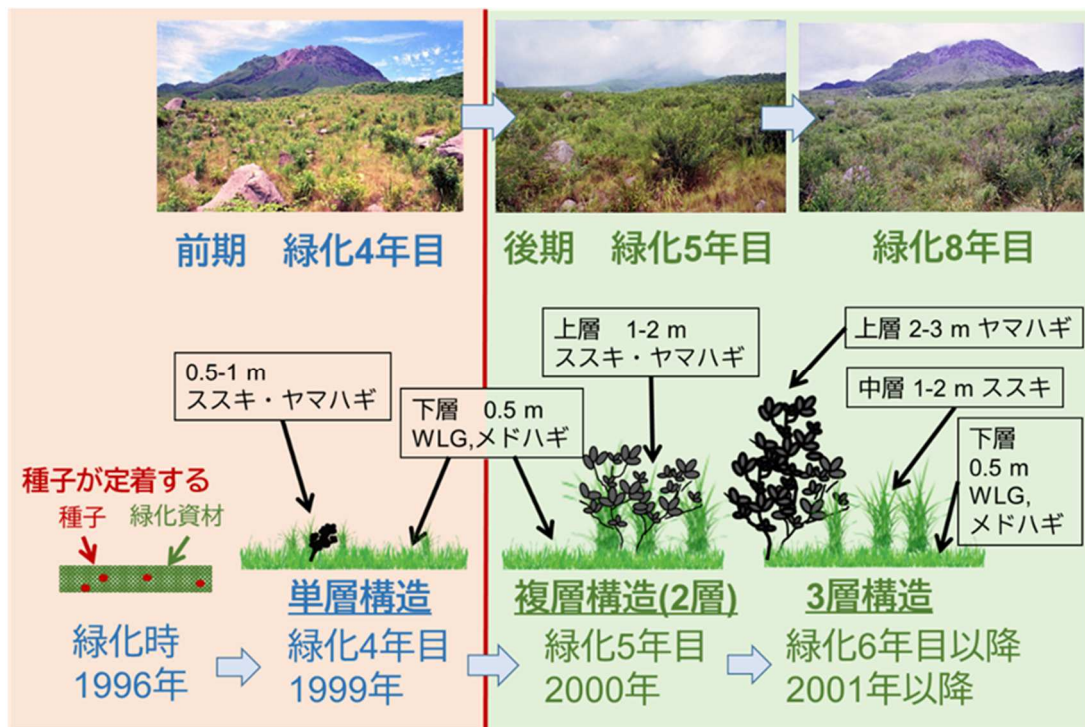 前期　緑化4年目
後期　緑化5年目
緑化8年目
0.5-1 m
ススキ・ヤマハギ
下層　0.5 m
WLG,メドハギ
上層　1-2 m
ススキ・ヤマハギ
上層 2-3 m ヤマハギ
中層 1-2 m ススキ
下層
0.5 m
WLG,
メドハギ
種子が定着する
種子　緑化資材
単層構造
複層構造(2層)
3層構造
緑化時
1996年
緑化4年目
1999年
緑化5年目
2000年
緑化6年目以降
2001年以降